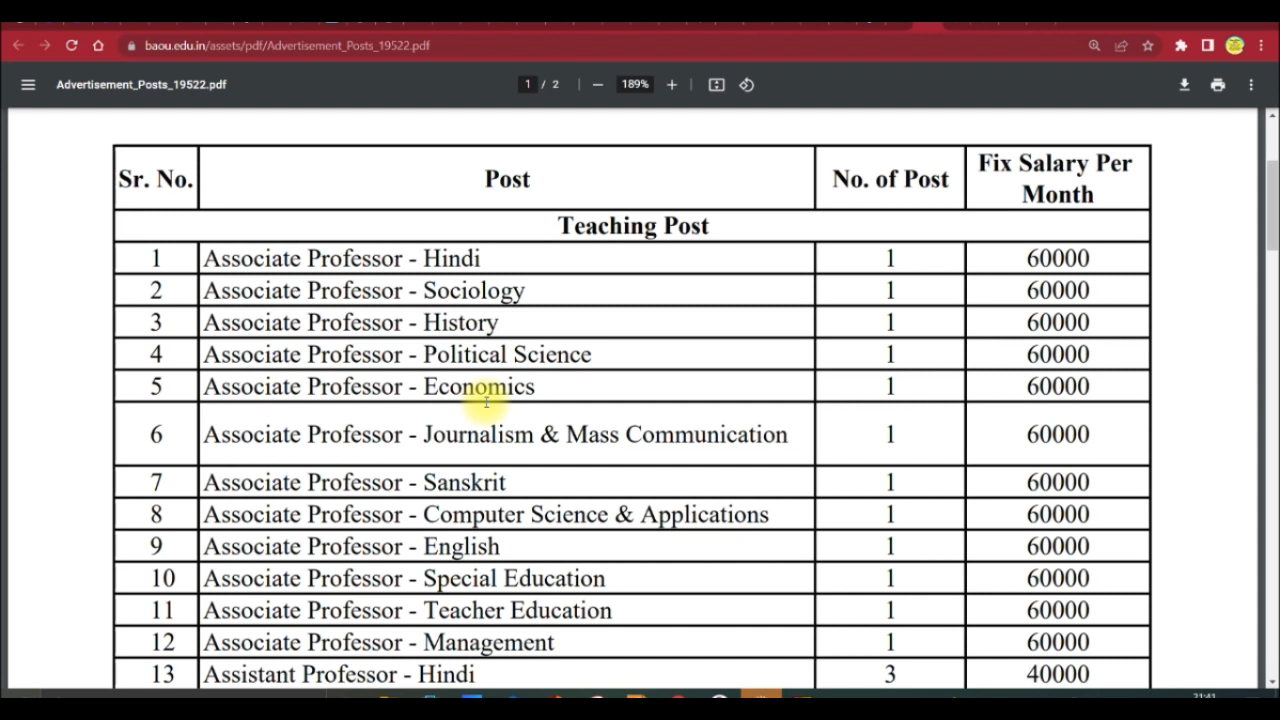 baou.edu.in/assets/pdf/Advertisement_Posts_19522.pdf
Advertisement_Posts_19522.pdf 1 / 2 — 189% +
Sr. No. Post No. of Post Fix Salary Per Month
Teaching Post
1 Associate Professor - Hindi 1 60000
2 Associate Professor - Sociology 1 60000
3 Associate Professor - History 1 60000
4 Associate Professor - Political Science 1 60000
5 Associate Professor - Economics 1 60000
6 Associate Professor - Journalism & Mass Communication 1 60000
7 Associate Professor - Sanskrit 1 60000
8 Associate Professor - Computer Science & Applications 1 60000
9 Associate Professor - English 1 60000
10 Associate Professor - Special Education 1 60000
11 Associate Professor - Teacher Education 1 60000
12 Associate Professor - Management 1 60000
13 Assistant Professor - Hindi 3 40000